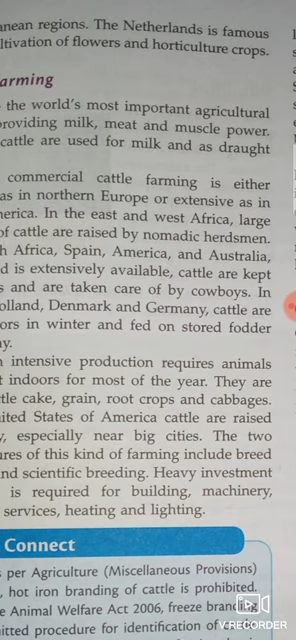 anean regions. The Netherlands is famous
ltivation of flowers and horticulture crops.
arming
the world's most important agricultural
roviding milk, meat and muscle power.
cattle are used for milk and as draught
commercial cattle farming is either
as in northern Europe or extensive as in
erica. In the east and west Africa, large
of cattle are raised by nomadic herdsmen.
h Africa, Spain, America, and Australia,
d is extensively available, cattle are kept
s and are taken care of by cowboys. In
olland, Denmark and Germany, cattle are
ors in winter and fed on stored fodder
ay.
intensive production requires animals
t indoors for most of the year. They are
tle cake, grain, root crops and cabbages.
ited States of America cattle are raised
y, especially near big cities. The two
ures of this kind of farming include breed
nd scientific breeding. Heavy investment
is required for building, machinery,
services, heating and lighting.
Connect
s per Agriculture (Miscellaneous Provisions)
, hot iron branding of cattle is prohibited.
e Animal Welfare Act 2006, freeze branding
itted procedure for identification of
V.RECORDER